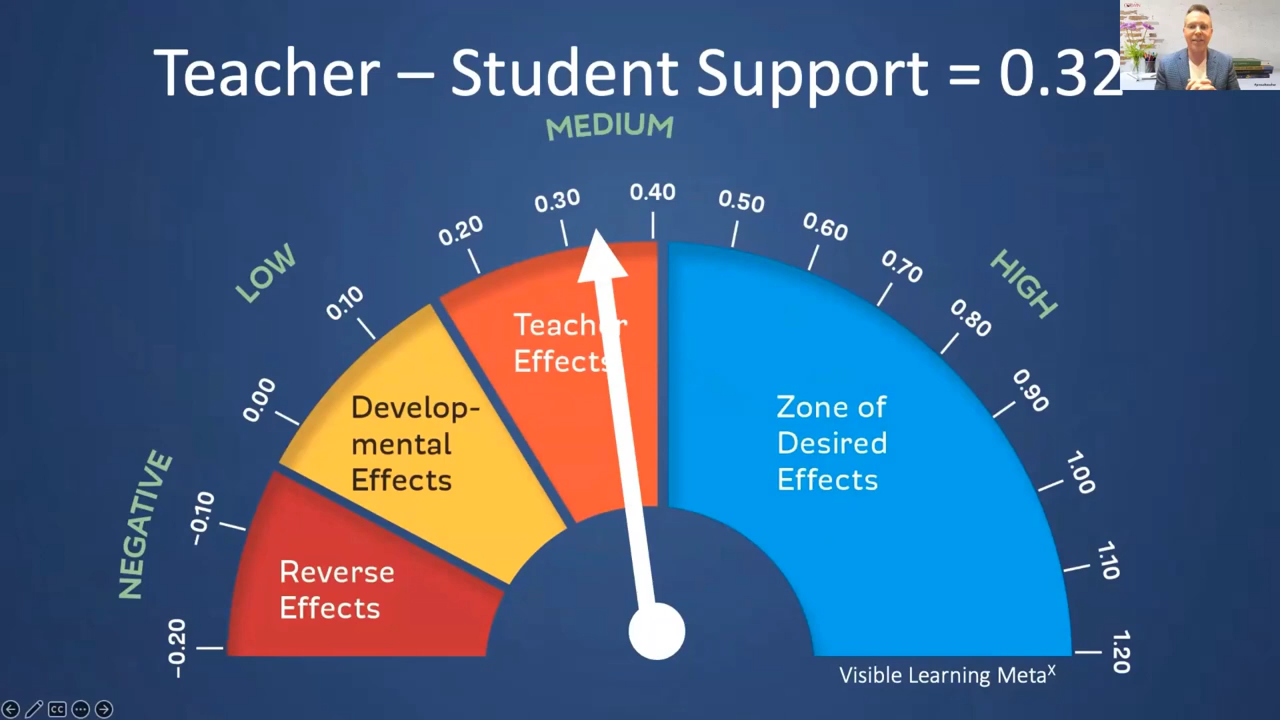 Teacher – Student Support = 0.32
MEDIUM
LOW
HIGH
NEGATIVE
-0.20
-0.10
0.00
0.10
0.20
0.30
0.40
0.50
0.60
0.70
0.80
0.90
1.00
1.10
1.20
Reverse
Effects
Develop-
mental
Effects
Teacher
Effects
Zone of
Desired
Effects
Visible Learning Metaˣ
CC